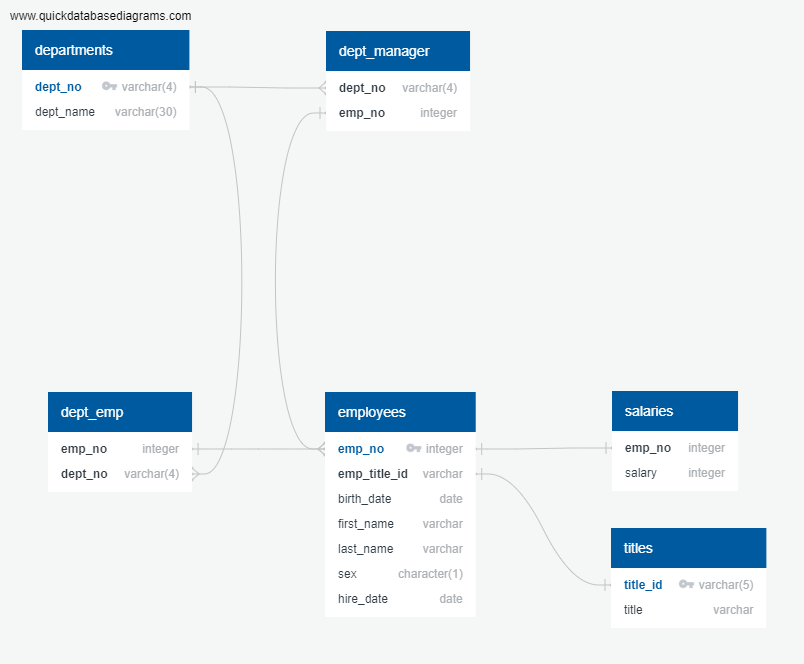 www.quickdatabasediagrams.com
departments
dept_no varchar(4)
dept_name varchar(30)
dept_manager
dept_no varchar(4)
emp_no integer
dept_emp
emp_no integer
dept_no varchar(4)
employees
emp_no integer
emp_title_id varchar
birth_date date
first_name varchar
last_name varchar
sex character(1)
hire_date date
salaries
emp_no integer
salary integer
titles
title_id varchar(5)
title varchar